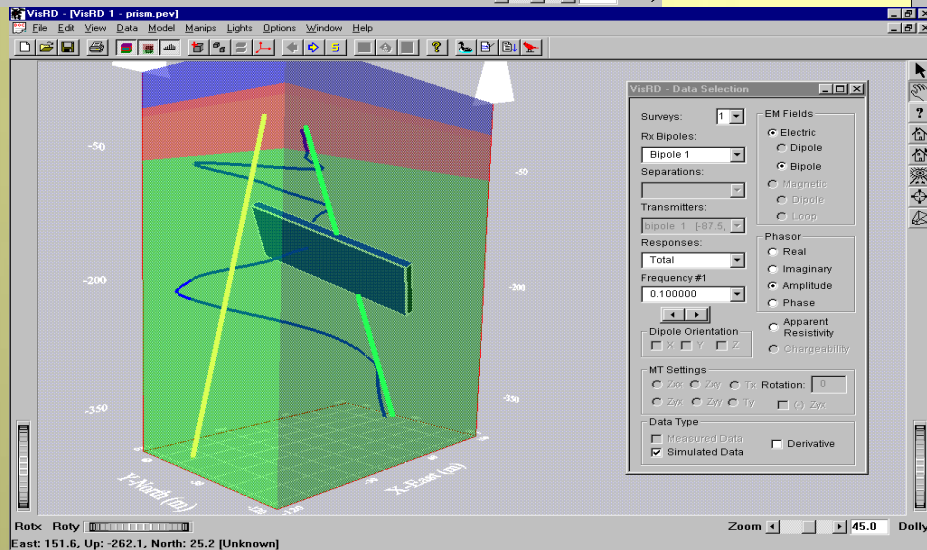 VisRD - [VisRD 1 - prism.pev]
File Edit View Data Model Manips Lights Options Window Help
-50
-200
-350
-50
-200
-350
Y-North (m)
X-East (m)
VisRD - Data Selection
Surveys: 1
Rx Bipoles:
Bipole 1
Separations:
Transmitters:
bipole 1 [-87.5,
Responses:
Total
Frequency #1
0.100000
Dipole Orientation
X Y Z
EM Fields
Electric
Dipole
Bipole
Magnetic
Dipole
Loop
Phasor
Real
Imaginary
Amplitude
Phase
Apparent
Resistivity
Chargeability
MT Settings
Zxx Zxy Tx Rotation: 0
Zyx Zyy Ty (-) Zyx
Data Type
Measured Data
Simulated Data
Derivative
Rotx Roty
Zoom 45.0 Dolly
East: 151.6, Up: -262.1, North: 25.2 [Unknown]